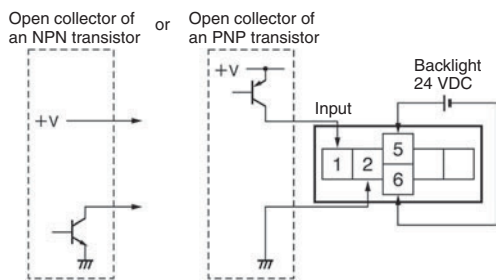 Open collector of
an NPN transistor
or
Open collector of
an PNP transistor
+V
+V
Backlight
24 VDC
Input
1
2
5
6